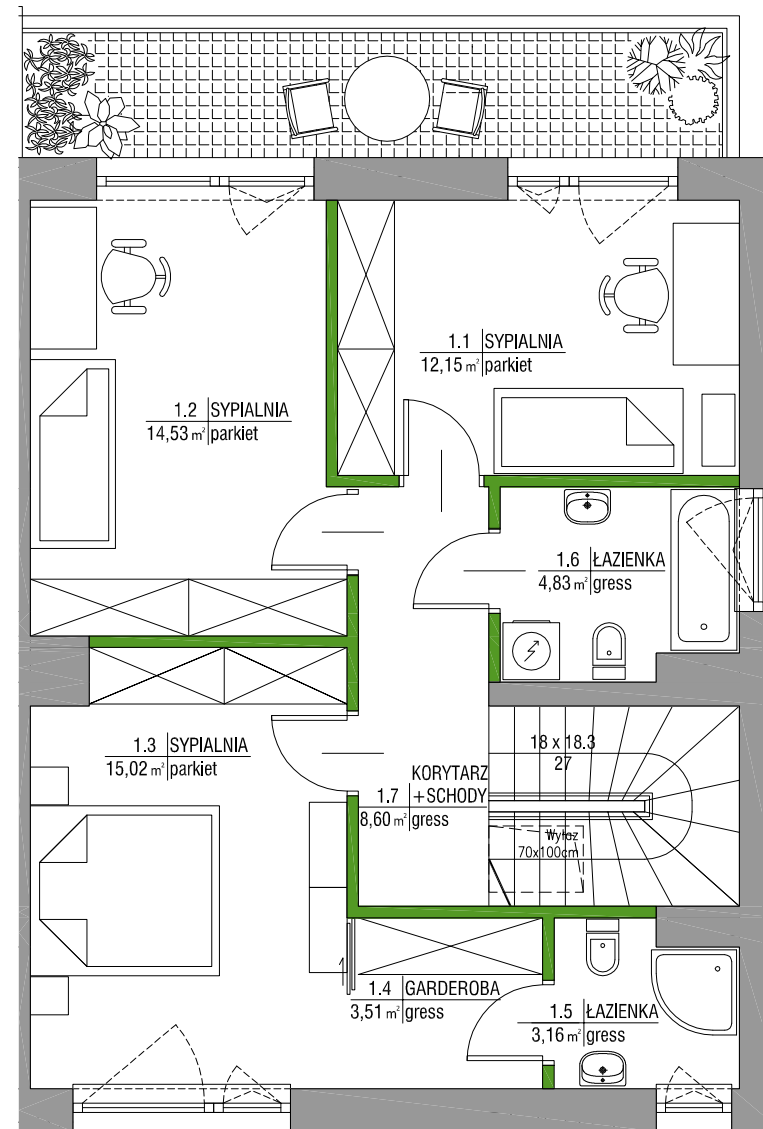 1.1 SYPIALNIA
12,15 m² parkiet
1.2 SYPIALNIA
14,53 m² parkiet
1.6 ŁAZIENKA
4,83 m² gress
1.3 SYPIALNIA
15,02 m² parkiet
18 x 18.3
27
KORYTARZ
1.7 +SCHODY
8,60 m² gress
Wyłaz
70x100cm
1.4 GARDEROBA
3,51 m² gress
1.5 ŁAZIENKA
3,16 m² gress